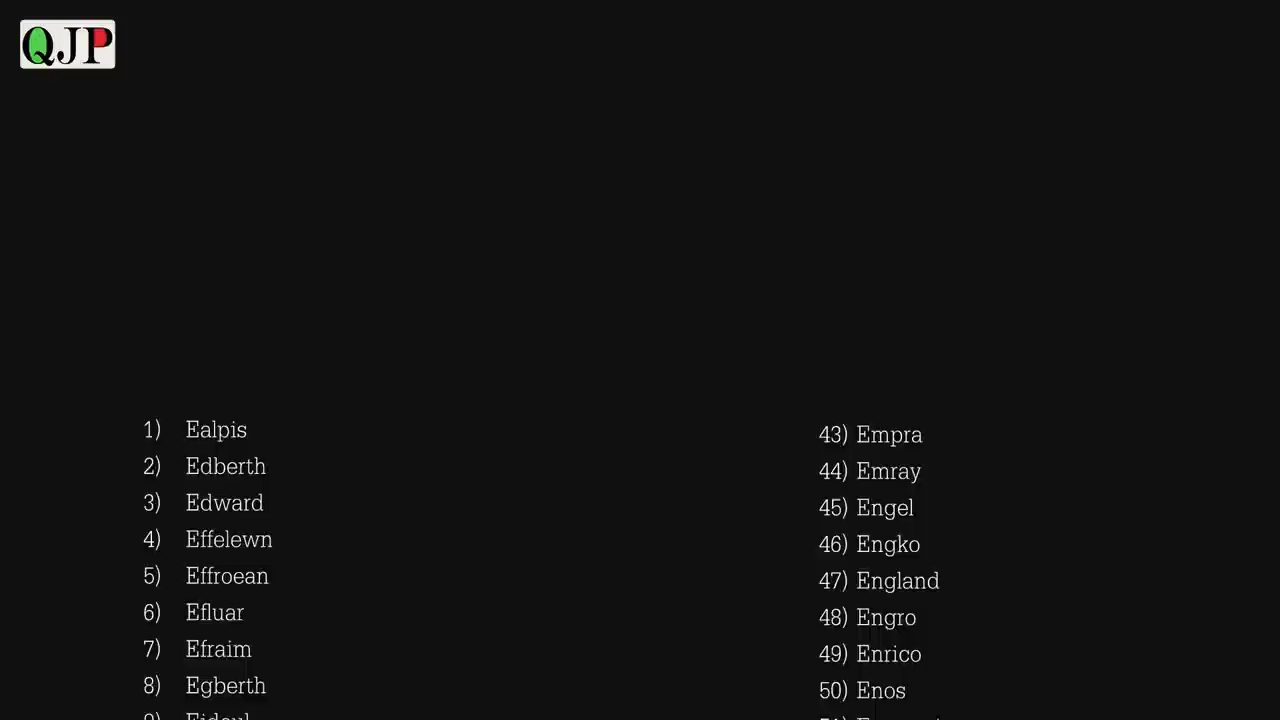 QJP
1) Ealpis
2) Edberth
3) Edward
4) Effelewn
5) Effroean
6) Efluar
7) Efraim
8) Egberth
43) Empra
44) Emray
45) Engel
46) Engko
47) England
48) Engro
49) Enrico
50) Enos